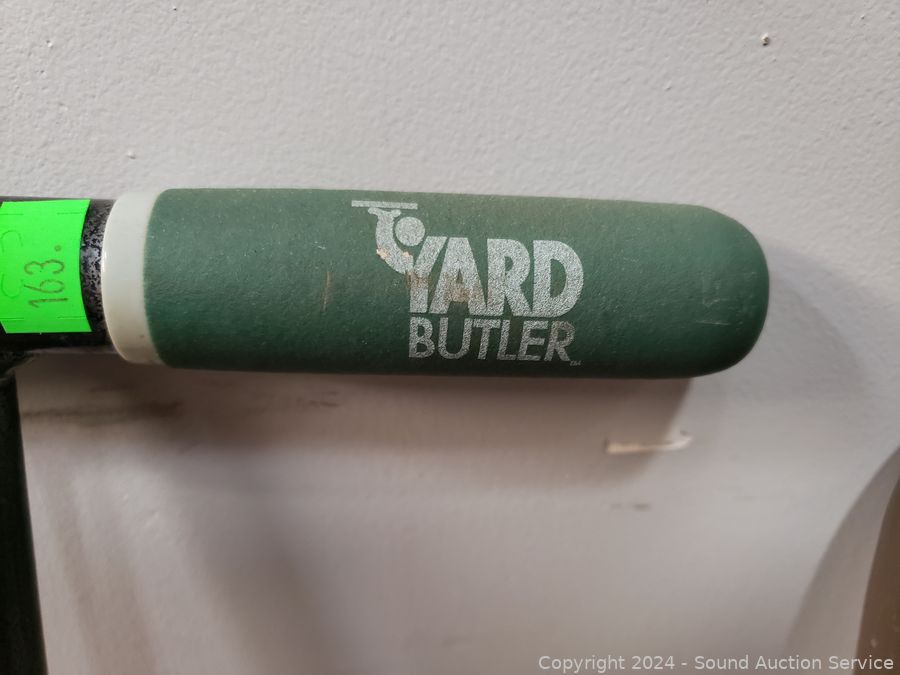 163.
YARD
BUTLER
Copyright 2024 - Sound Auction Service